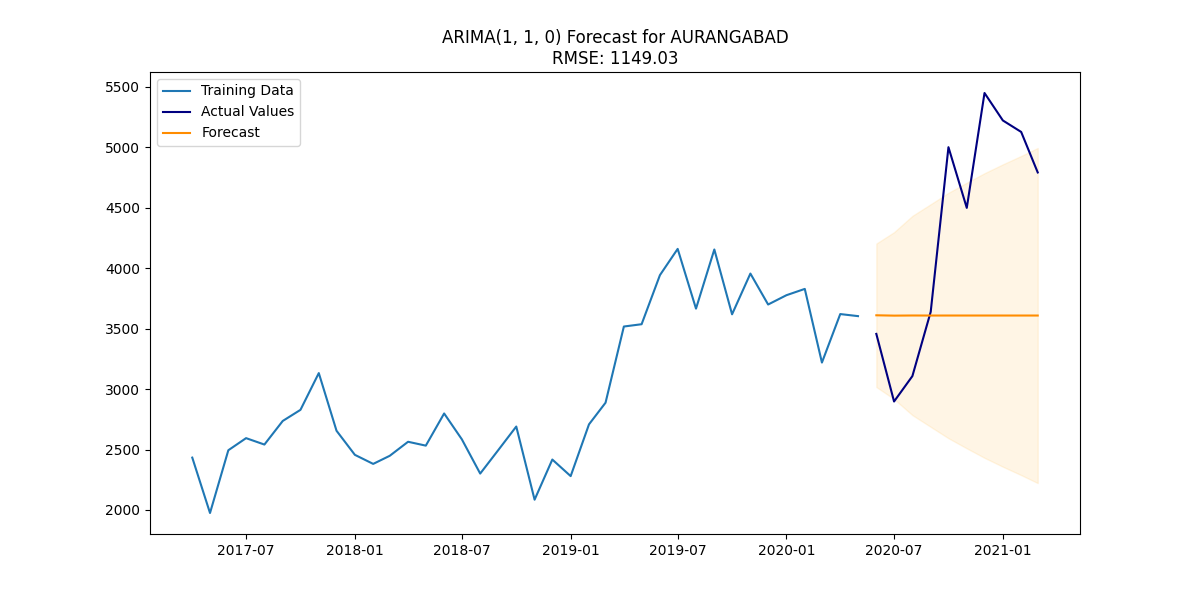 ARIMA(1, 1, 0) Forecast for AURANGABAD
RMSE: 1149.03
Training Data
Actual Values
Forecast
5500
5000
4500
4000
3500
3000
2500
2000
2017-07 2018-01 2018-07 2019-01 2019-07 2020-01 2020-07 2021-01